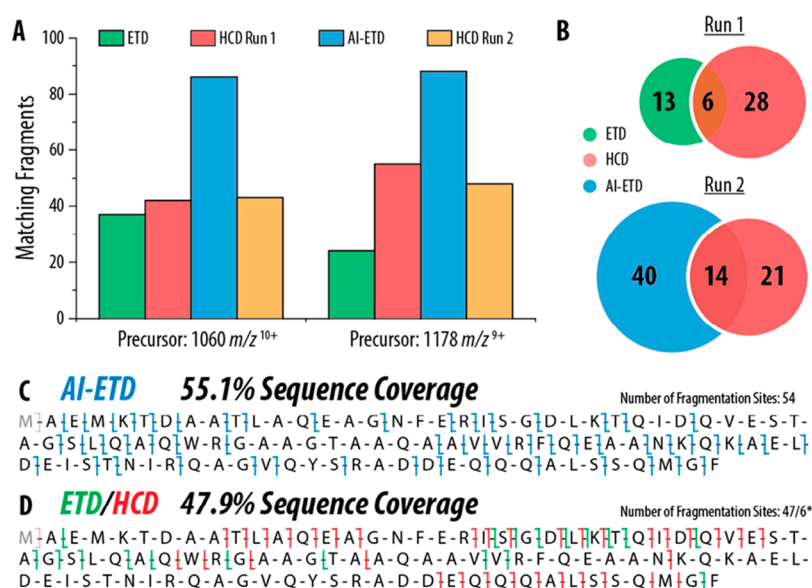 A
100
80
60
40
20
0
Matching Fragments
ETD
HCD Run 1
AI-ETD
HCD Run 2
Precursor: 1060 m/z 10+
Precursor: 1178 m/z 9+
B
Run 1
13 6 28
ETD
HCD
AI-ETD
Run 2
40 14 21
C AI-ETD 55.1% Sequence Coverage
Number of Fragmentation Sites: 54
M A E M K T D A A T L A Q E A G N F E R I S G D L K T Q I D Q V E S T
A G S L Q A Q W R G A A G T A A Q A A V V R F Q E A A N K Q K A E L
D E I S T N I R Q A G V Q Y S R A D D E Q Q Q A L S S Q M G F
D ETD/HCD 47.9% Sequence Coverage
Number of Fragmentation Sites: 47/6*
M A E M K T D A A T L A Q E A G N F E R I S G D L K T Q I D Q V E S T
A G S L Q A Q W R G A A G T A A Q A A V V R F Q E A A N K Q K A E L
D E I S T N I R Q A G V Q Y S R A D D E Q Q Q A L S S Q M G F